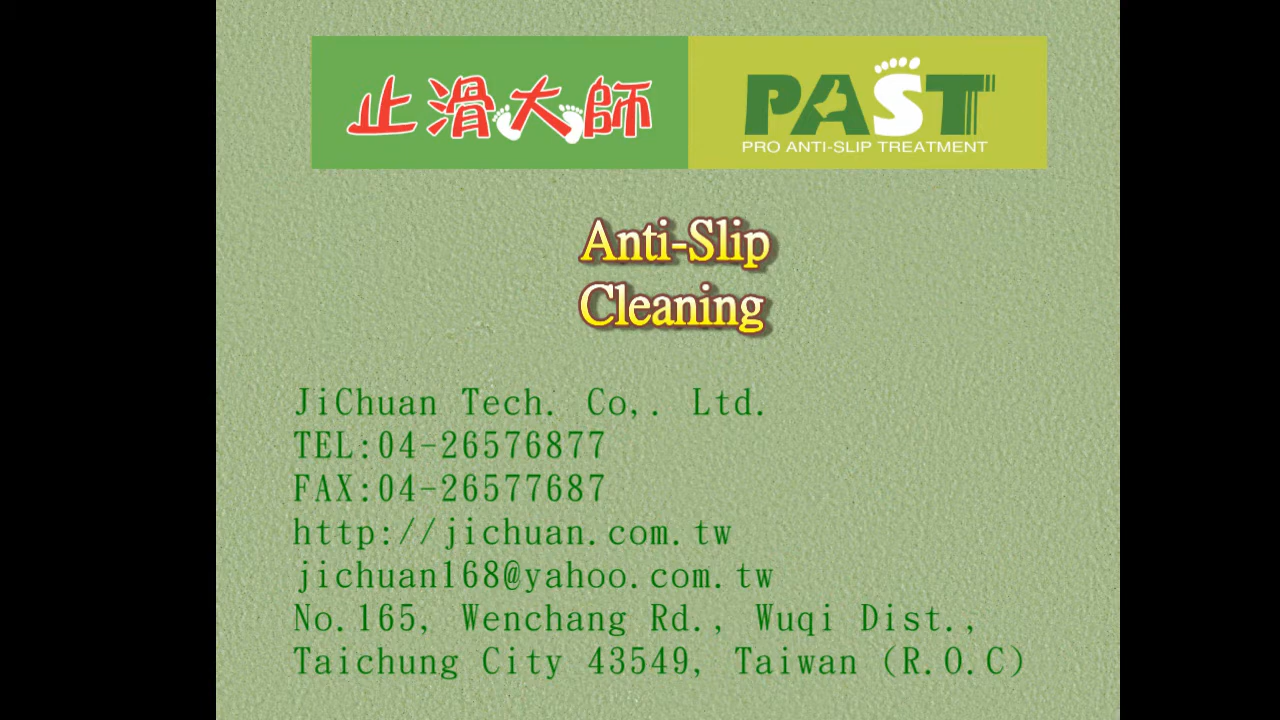 止滑大師
PAST
PRO ANTI-SLIP TREATMENT
Anti-Slip
Cleaning
JiChuan Tech. Co,. Ltd.
TEL:04-26576877
FAX:04-26577687
http://jichuan.com.tw
jichuan168@yahoo.com.tw
No.165, Wenchang Rd., Wuqi Dist.,
Taichung City 43549, Taiwan (R.O.C)